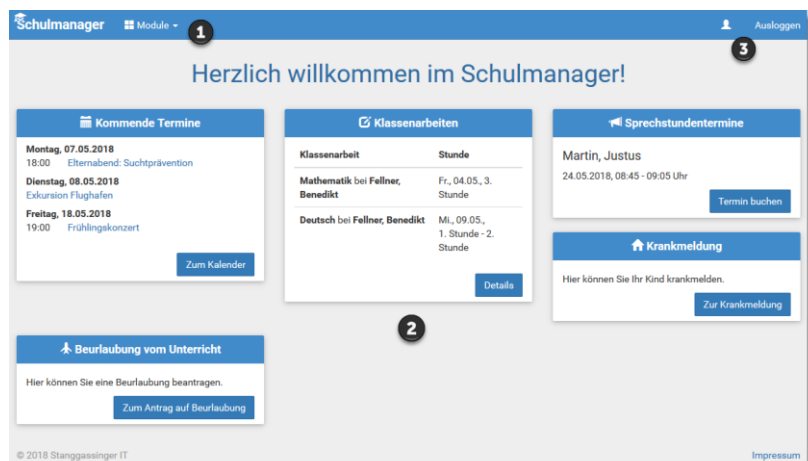 Schulmanager Module 1 Ausloggen
3
Herzlich willkommen im Schulmanager!
Kommende Termine
Montag, 07.05.2018
18:00 Elternabend: Suchtprävention
Dienstag, 08.05.2018
Exkursion Flughafen
Freitag, 18.05.2018
19:00 Frühlingskonzert
Zum Kalender
Klassenarbeiten
Klassenarbeit Stunde
Mathematik bei Fellner, Fr., 04.05., 3.
Benedikt Stunde
Deutsch bei Fellner, Benedikt Mi., 09.05.,
1. Stunde - 2.
Stunde
Details
2
Sprechstundentermine
Martin, Justus
24.05.2018, 08:45 - 09:05 Uhr
Termin buchen
Krankmeldung
Hier können Sie Ihr Kind krankmelden.
Zur Krankmeldung
Beurlaubung vom Unterricht
Hier können Sie eine Beurlaubung beantragen.
Zum Antrag auf Beurlaubung
© 2018 Stanggassinger IT Impressum